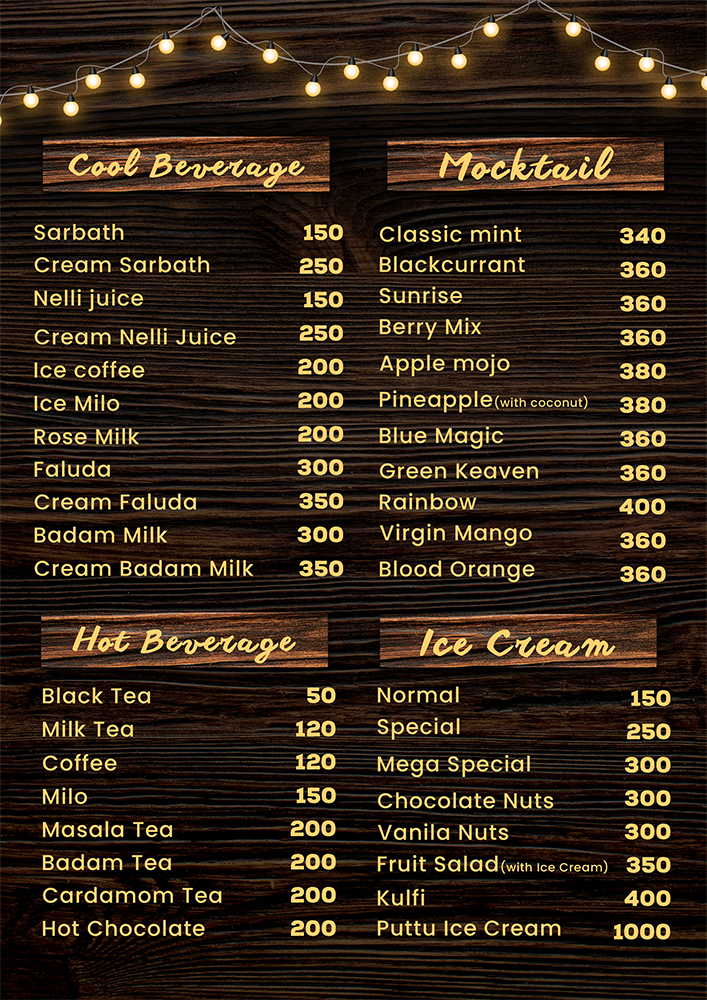 Cool Beverage
Sarbath 150
Cream Sarbath 250
Nelli juice 150
Cream Nelli Juice 250
Ice coffee 200
Ice Milo 200
Rose Milk 200
Faluda 300
Cream Faluda 350
Badam Milk 300
Cream Badam Milk 350
Mocktail
Classic mint 340
Blackcurrant 360
Sunrise 360
Berry Mix 360
Apple mojo 380
Pineapple(with coconut) 380
Blue Magic 360
Green Keaven 360
Rainbow 400
Virgin Mango 360
Blood Orange 360
Hot Beverage
Black Tea 50
Milk Tea 120
Coffee 120
Milo 150
Masala Tea 200
Badam Tea 200
Cardamom Tea 200
Hot Chocolate 200
Ice Cream
Normal 150
Special 250
Mega Special 300
Chocolate Nuts 300
Vanila Nuts 300
Fruit Salad(with Ice Cream) 350
Kulfi 400
Puttu Ice Cream 1000